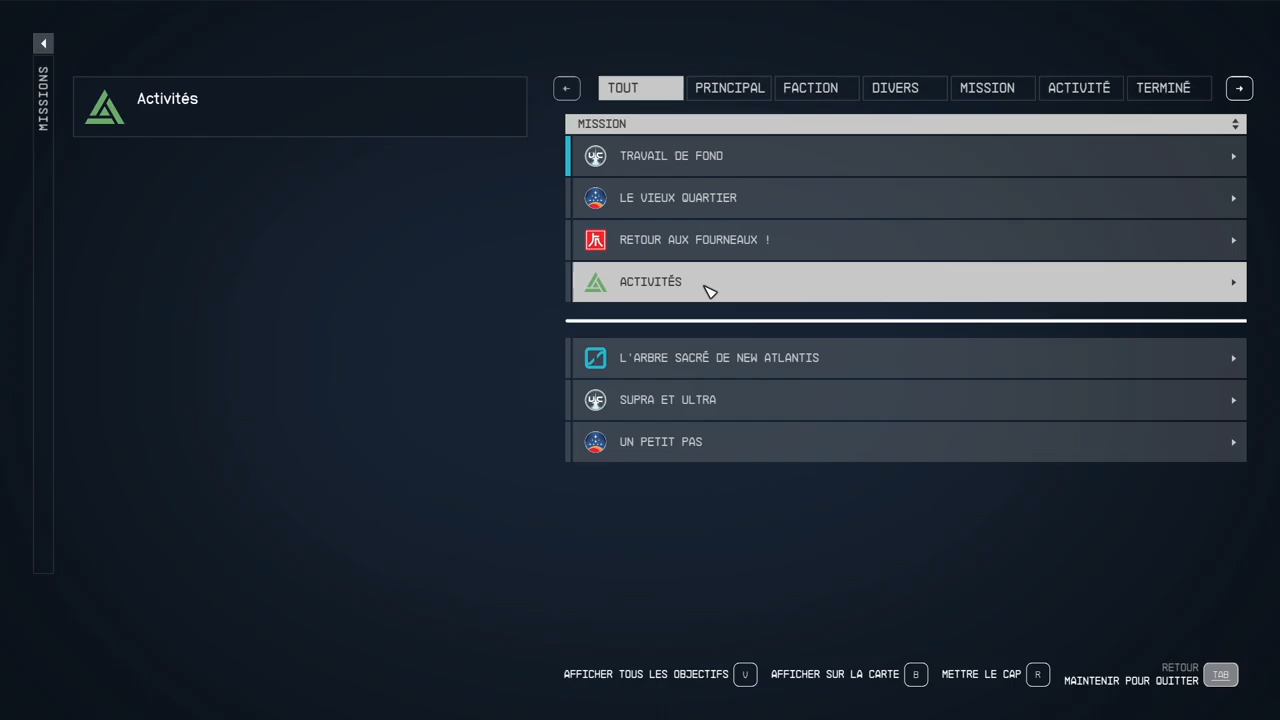 MISSIONS
Activités
TOUT PRINCIPAL FACTION DIVERS MISSION ACTIVITÉ TERMINÉ
MISSION
TRAVAIL DE FOND
LE VIEUX QUARTIER
RETOUR AUX FOURNEAUX !
ACTIVITÉS
L'ARBRE SACRÉ DE NEW ATLANTIS
SUPRA ET ULTRA
UN PETIT PAS
AFFICHER TOUS LES OBJECTIFS V AFFICHER SUR LA CARTE B METTRE LE CAP R RETOUR
MAINTENIR POUR QUITTER TAB